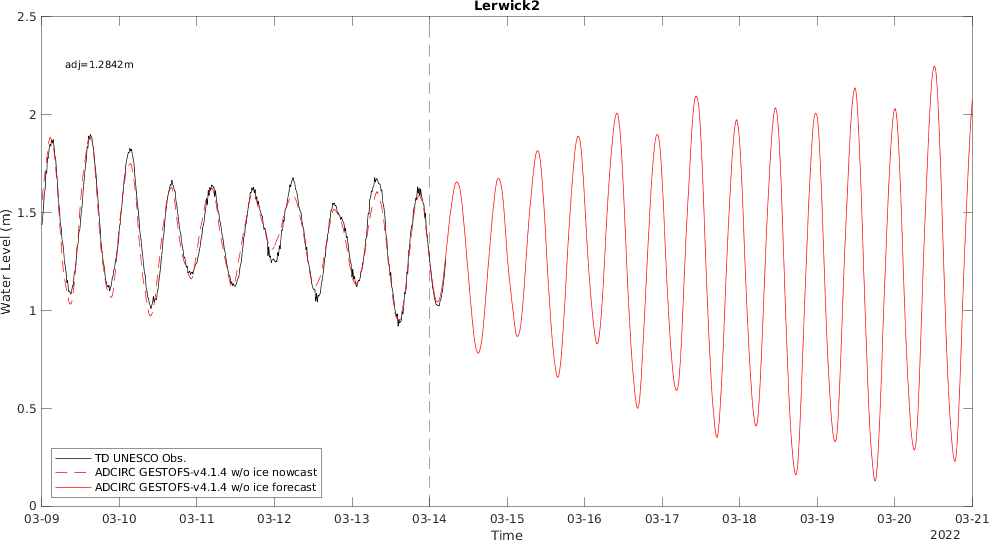 Lerwick2
2.5
adj=1.2842m
2
1.5
Water Level (m)
1
0.5
TD UNESCO Obs.
ADCIRC GESTOFS-v4.1.4 w/o ice nowcast
ADCIRC GESTOFS-v4.1.4 w/o ice forecast
0
03-09 03-10 03-11 03-12 03-13 03-14 03-15 03-16 03-17 03-18 03-19 03-20 03-21
Time
2022